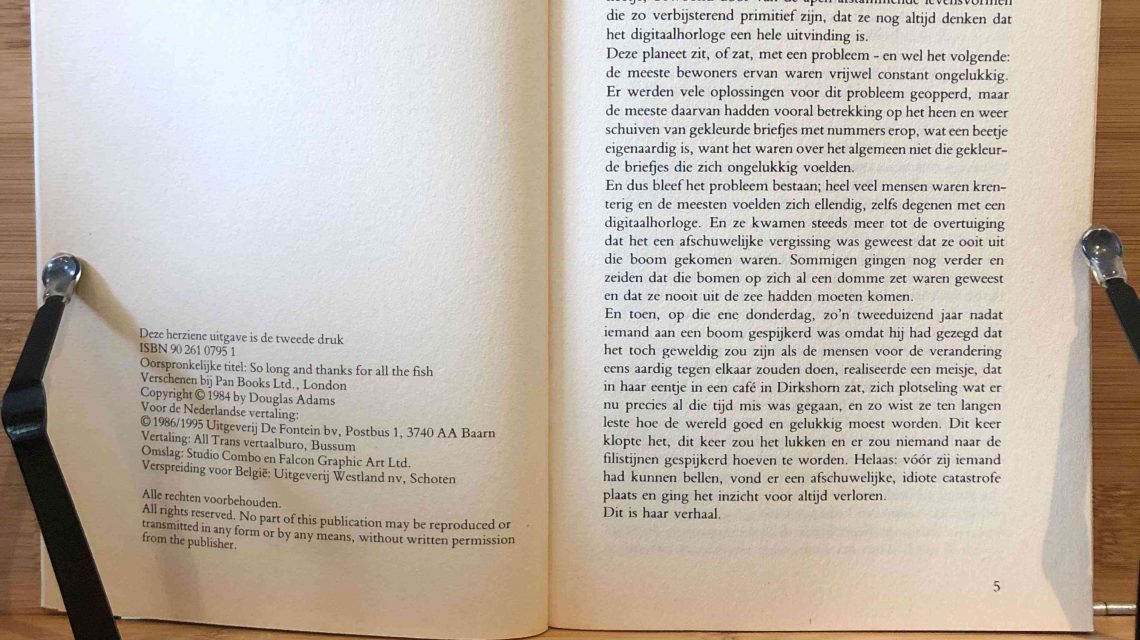 Deze herziene uitgave is de tweede druk
ISBN 90 261 0795 1
Oorspronkelijke titel: So long and thanks for all the fish
Verschenen bij Pan Books Ltd., London
Copyright © 1984 by Douglas Adams
Voor de Nederlandse vertaling:
© 1986/1995 Uitgeverij De Fontein bv, Postbus 1, 3740 AA Baarn
Vertaling: All Trans vertaalburo, Bussum
Omslag: Studio Combo en Falcon Graphic Art Ltd.
Verspreiding voor België: Uitgeverij Westland nv, Schoten
Alle rechten voorbehouden.
All rights reserved. No part of this publication may be reproduced or
transmitted in any form or by any means, without written permission
from the publisher.
van de apen afstammende levensvormen
die zo verbijsterend primitief zijn, dat ze nog altijd denken dat
het digitaalhorloge een hele uitvinding is.
Deze planeet zit, of zat, met een probleem - en wel het volgende:
de meeste bewoners ervan waren vrijwel constant ongelukkig.
Er werden vele oplossingen voor dit probleem geopperd, maar
de meeste daarvan hadden vooral betrekking op het heen en weer
schuiven van gekleurde briefjes met nummers erop, wat een beetje
eigenaardig is, want het waren over het algemeen niet die gekleur-
de briefjes die zich ongelukkig voelden.
En dus bleef het probleem bestaan; heel veel mensen waren kren-
terig en de meesten voelden zich ellendig, zelfs degenen met een
digitaalhorloge. En ze kwamen steeds meer tot de overtuiging
dat het een afschuwelijke vergissing was geweest dat ze ooit uit
die boom gekomen waren. Sommigen gingen nog verder en
zeiden dat die bomen op zich al een domme zet waren geweest
en dat ze nooit uit de zee hadden moeten komen.
En toen, op die ene donderdag, zo'n tweeduizend jaar nadat
iemand aan een boom gespijkerd was omdat hij had gezegd dat
het toch geweldig zou zijn als de mensen voor de verandering
eens aardig tegen elkaar zouden doen, realiseerde een meisje, dat
in haar eentje in een café in Dirkshorn zat, zich plotseling wat er
nu precies al die tijd mis was gegaan, en zo wist ze ten langen
leste hoe de wereld goed en gelukkig moest worden. Dit keer
klopte het, dit keer zou het lukken en er zou niemand naar de
filistijnen gespijkerd hoeven te worden. Helaas: vóór zij iemand
had kunnen bellen, vond er een afschuwelijke, idiote catastrofe
plaats en ging het inzicht voor altijd verloren.
Dit is haar verhaal.
5